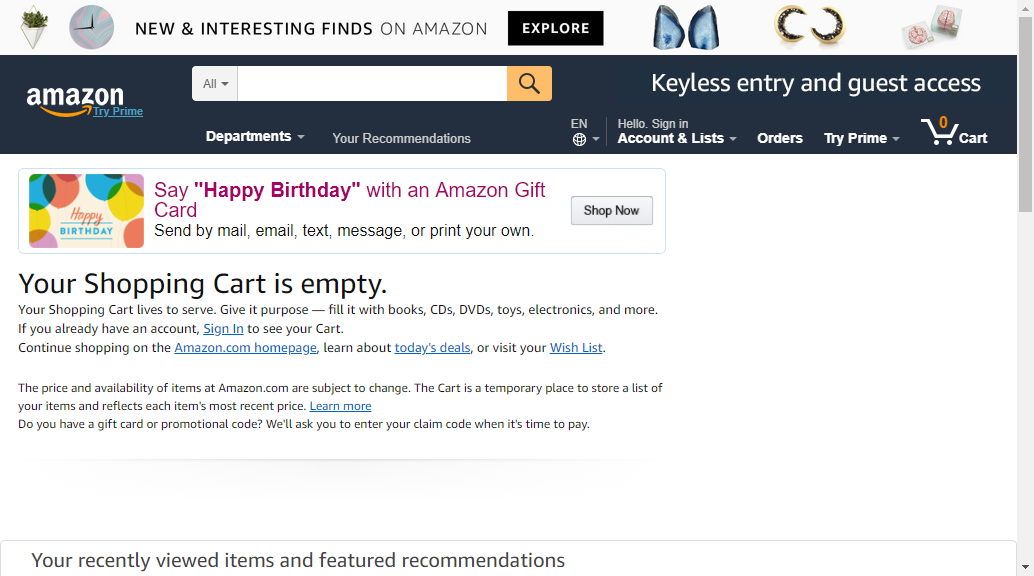 NEW & INTERESTING FINDS ON AMAZON EXPLORE
amazon
Try Prime
All
Keyless entry and guest access
Departments
Your Recommendations
EN
Hello. Sign in
Account & Lists
Orders
Try Prime
0
Cart
Happy
BIRTHDAY
Say "Happy Birthday" with an Amazon Gift
Card
Send by mail, email, text, message, or print your own.
Shop Now
Your Shopping Cart is empty.
Your Shopping Cart lives to serve. Give it purpose — fill it with books, CDs, DVDs, toys, electronics, and more.
If you already have an account, Sign In to see your Cart.
Continue shopping on the Amazon.com homepage, learn about today's deals, or visit your Wish List.
The price and availability of items at Amazon.com are subject to change. The Cart is a temporary place to store a list of
your items and reflects each item's most recent price. Learn more
Do you have a gift card or promotional code? We'll ask you to enter your claim code when it's time to pay.
Your recently viewed items and featured recommendations